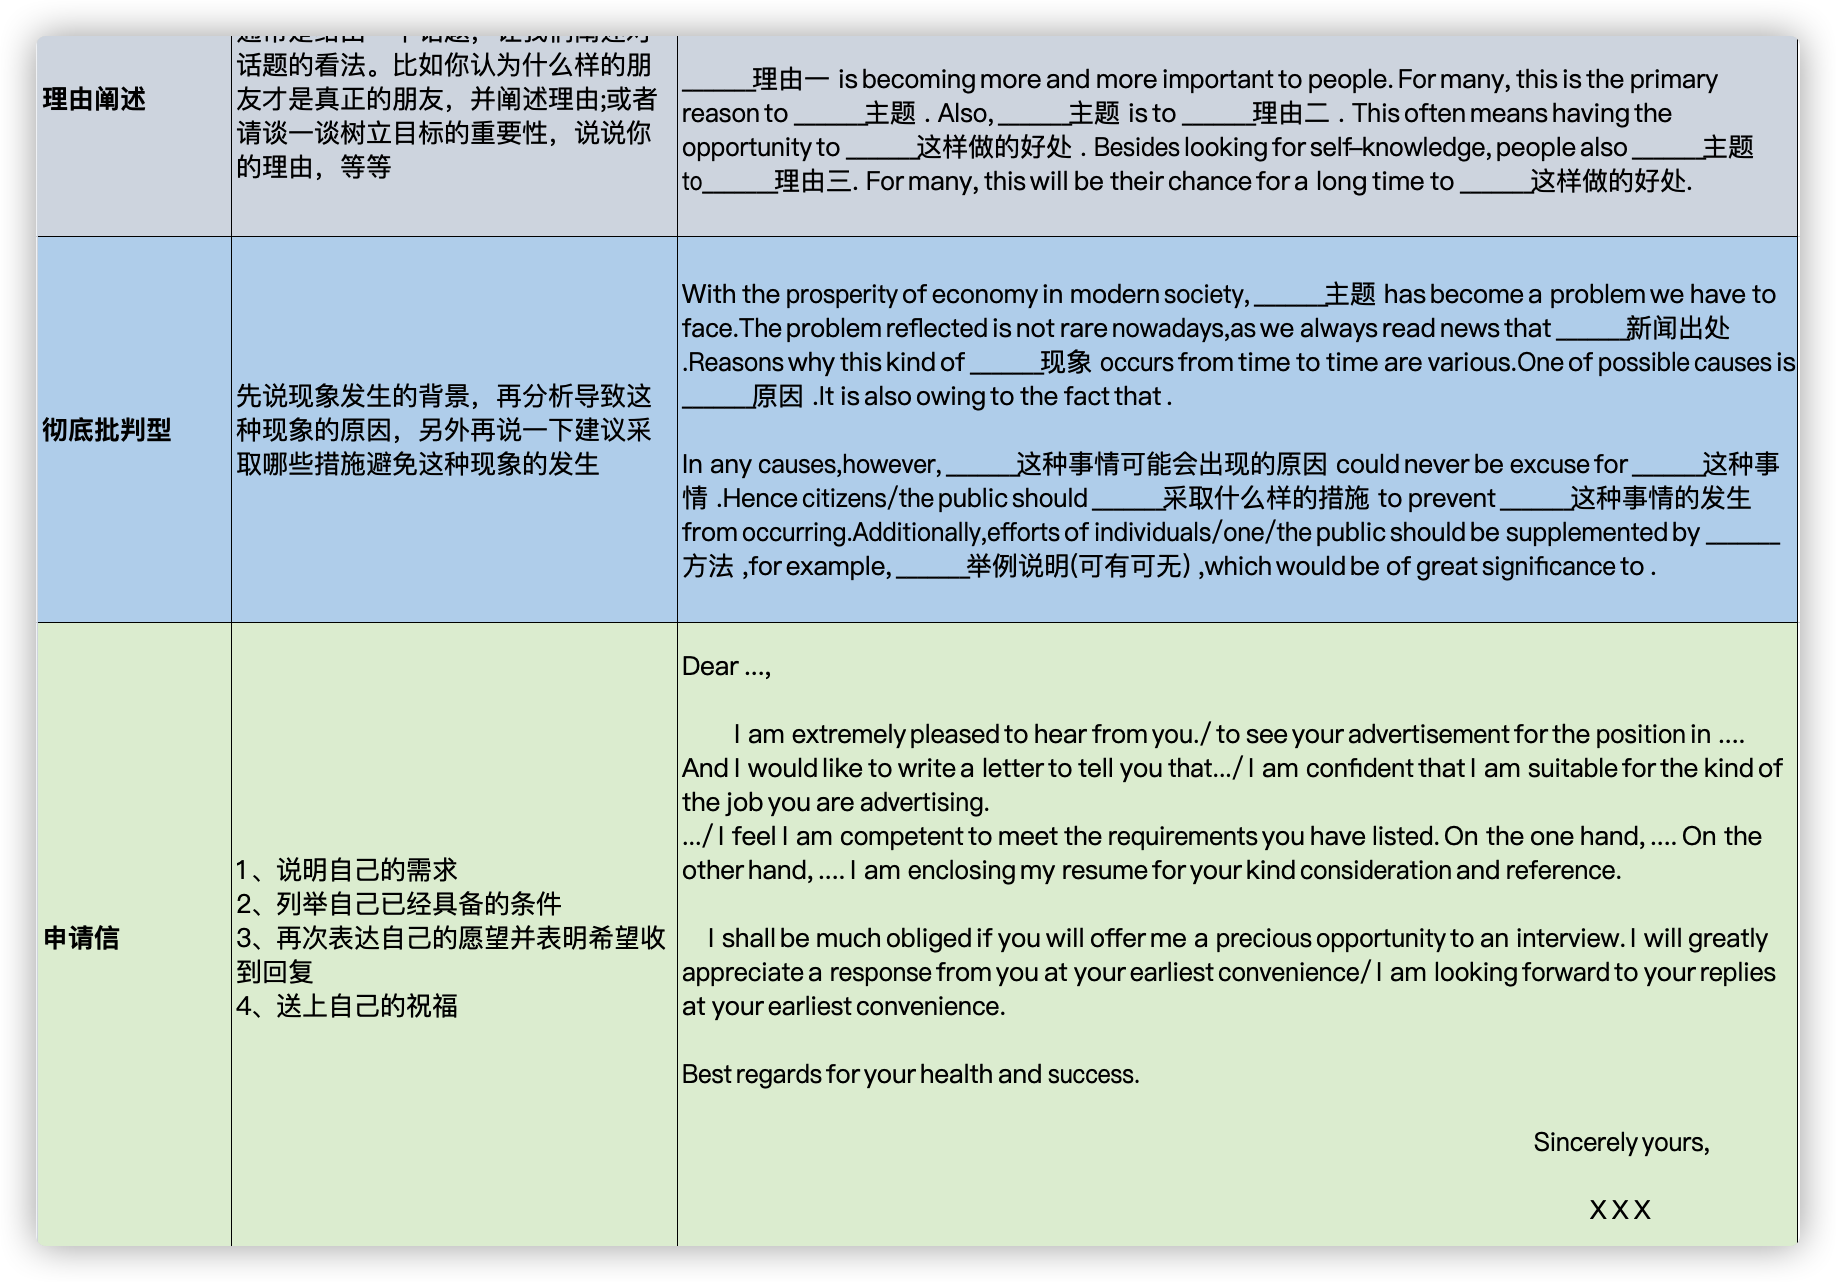 理由阐述
话题的看法。比如你认为什么样的朋
友才是真正的朋友，并阐述理由;或者
请谈一谈树立目标的重要性，说说你
的理由，等等
______理由一 is becoming more and more important to people. For many, this is the primary
reason to ______主题 . Also, ______主题 is to ______理由二 . This often means having the
opportunity to ______这样做的好处 . Besides looking for self-knowledge, people also ______主题
to______理由三. For many, this will be their chance for a long time to ______这样做的好处.
彻底批判型
先说现象发生的背景，再分析导致这
种现象的原因，另外再说一下建议采
取哪些措施避免这种现象的发生
With the prosperity of economy in modern society, ______主题 has become a problem we have to
face.The problem reflected is not rare nowadays,as we always read news that ______新闻出处
.Reasons why this kind of ______现象 occurs from time to time are various.One of possible causes is
______原因 .It is also owing to the fact that .
In any causes,however, ______这种事情可能会出现的原因 could never be excuse for ______这种事
情 .Hence citizens/the public should ______采取什么样的措施 to prevent ______这种事情的发生
from occurring.Additionally,efforts of individuals/one/the public should be supplemented by ______
方法 ,for example, ______举例说明(可有可无) ,which would be of great significance to .
申请信
1、说明自己的需求
2、列举自己已经具备的条件
3、再次表达自己的愿望并表明希望收
到回复
4、送上自己的祝福
Dear ...,
I am extremely pleased to hear from you./ to see your advertisement for the position in ....
And I would like to write a letter to tell you that.../ I am confident that I am suitable for the kind of
the job you are advertising.
.../ I feel I am competent to meet the requirements you have listed. On the one hand, .... On the
other hand, .... I am enclosing my resume for your kind consideration and reference.
I shall be much obliged if you will offer me a precious opportunity to an interview. I will greatly
appreciate a response from you at your earliest convenience/ I am looking forward to your replies
at your earliest convenience.
Best regards for your health and success.
Sincerely yours,
X X X